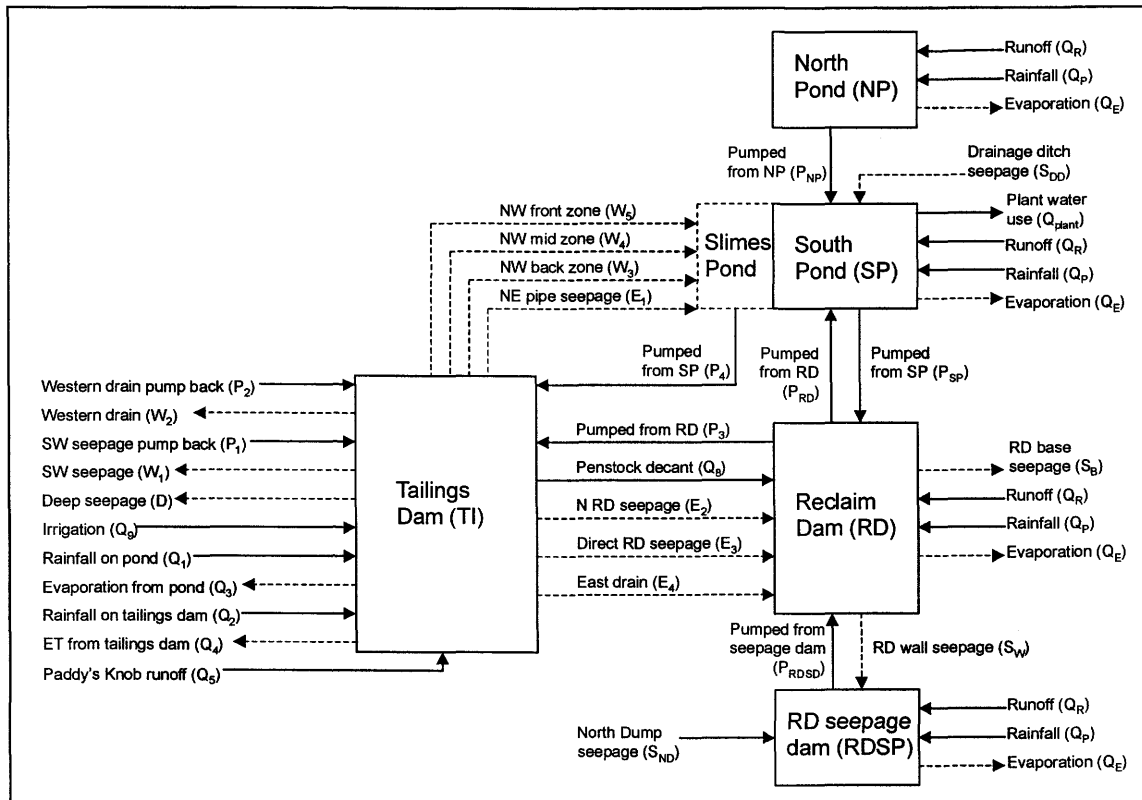 North
Pond (NP)
Runoff (Q_R)
Rainfall (Q_P)
Evaporation (Q_E)
Pumped
from NP (P_NP)
Drainage ditch
seepage (S_DD)
Plant water
use (Q_plant)
Runoff (Q_R)
Rainfall (Q_P)
Evaporation (Q_E)
NW front zone (W_5)
NW mid zone (W_4)
NW back zone (W_3)
NE pipe seepage (E_1)
Slimes
Pond
South
Pond (SP)
Pumped
from SP (P_4)
Pumped
from RD
(P_RD)
Pumped
from SP (P_SP)
Western drain pump back (P_2)
Western drain (W_2)
SW seepage pump back (P_1)
SW seepage (W_1)
Deep seepage (D)
Irrigation (Q_9)
Rainfall on pond (Q_1)
Evaporation from pond (Q_3)
Rainfall on tailings dam (Q_2)
ET from tailings dam (Q_4)
Paddy's Knob runoff (Q_5)
Tailings
Dam (TI)
Pumped from RD (P_3)
Penstock decant (Q_8)
N RD seepage (E_2)
Direct RD seepage (E_3)
East drain (E_4)
Reclaim
Dam (RD)
RD base
seepage (S_B)
Runoff (Q_R)
Rainfall (Q_P)
Evaporation (Q_E)
Pumped from
seepage dam
(P_RDSD)
RD wall seepage (S_W)
North Dump
seepage (S_ND)
RD seepage
dam (RDSP)
Runoff (Q_R)
Rainfall (Q_P)
Evaporation (Q_E)